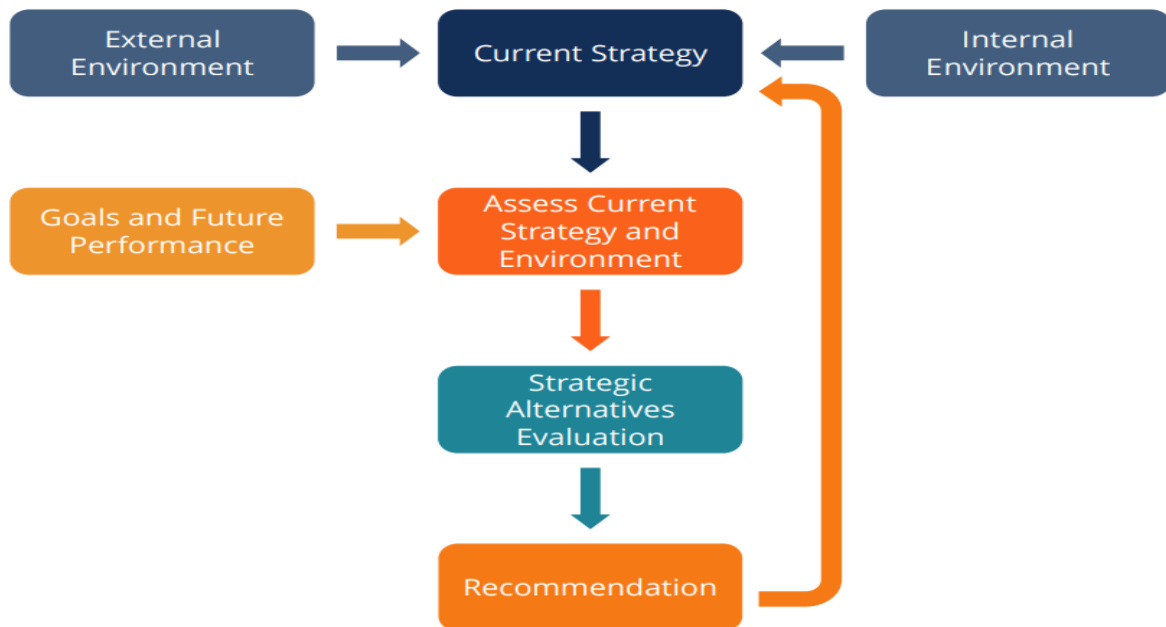 External
Environment
Current Strategy
Internal
Environment
Goals and Future
Performance
Assess Current
Strategy and
Environment
Strategic
Alternatives
Evaluation
Recommendation